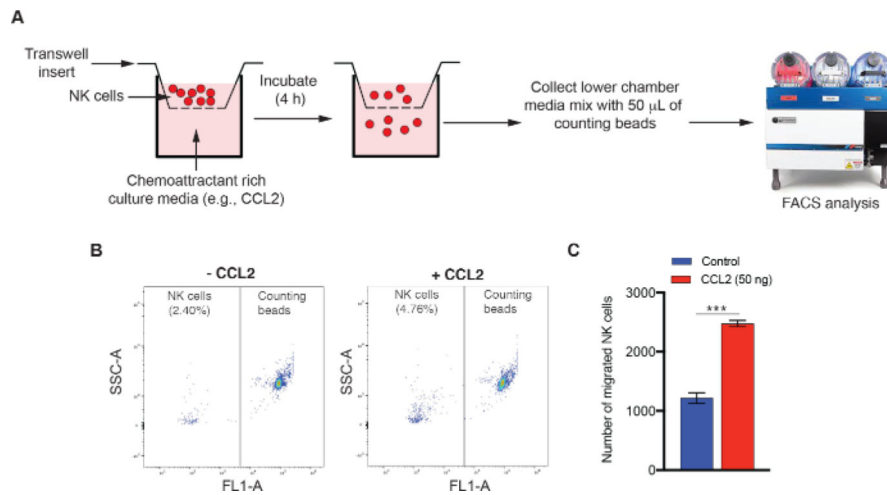 A
Transwell
insert
NK cells
Incubate
(4 h)
Chemoattractant rich
culture media (e.g., CCL2)
Collect lower chamber
media mix with 50 µL of
counting beads
FACS analysis
B
- CCL2
NK cells
(2.40%)
Counting
beads
+ CCL2
NK cells
(4.76%)
Counting
beads
SSC-A
SSC-A
FL1-A
FL1-A
C
Control
CCL2 (50 ng)
Number of migrated NK cells
3000
2000
1000
0
***